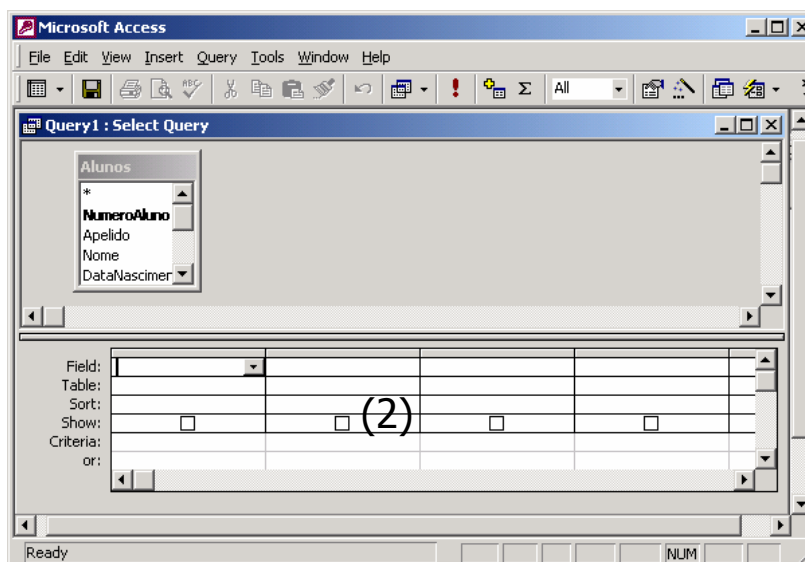 Microsoft Access
File Edit View Insert Query Tools Window Help
ABC Σ All
Query1 : Select Query
Alunos
*
NumeroAluno
Apelido
Nome
DataNascimer
Field:
Table:
Sort:
Show:
(2)
Criteria:
or:
Ready
NUM